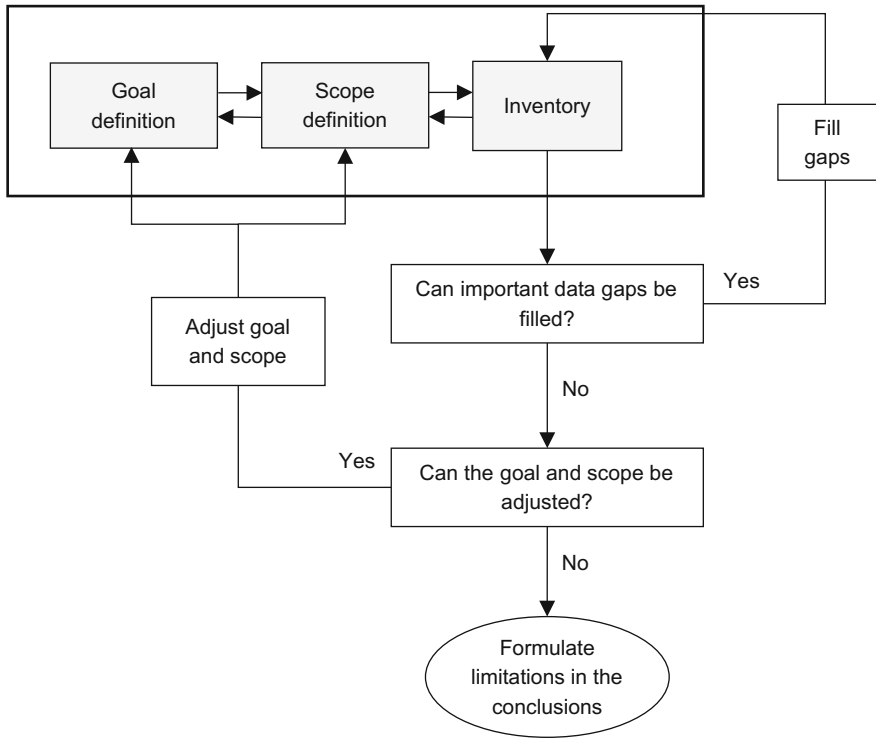 Goal
definition
Scope
definition
Inventory
Fill
gaps
Can important data gaps be
filled?
Yes
Adjust goal
and scope
No
Yes
Can the goal and scope be
adjusted?
No
Formulate
limitations in the
conclusions